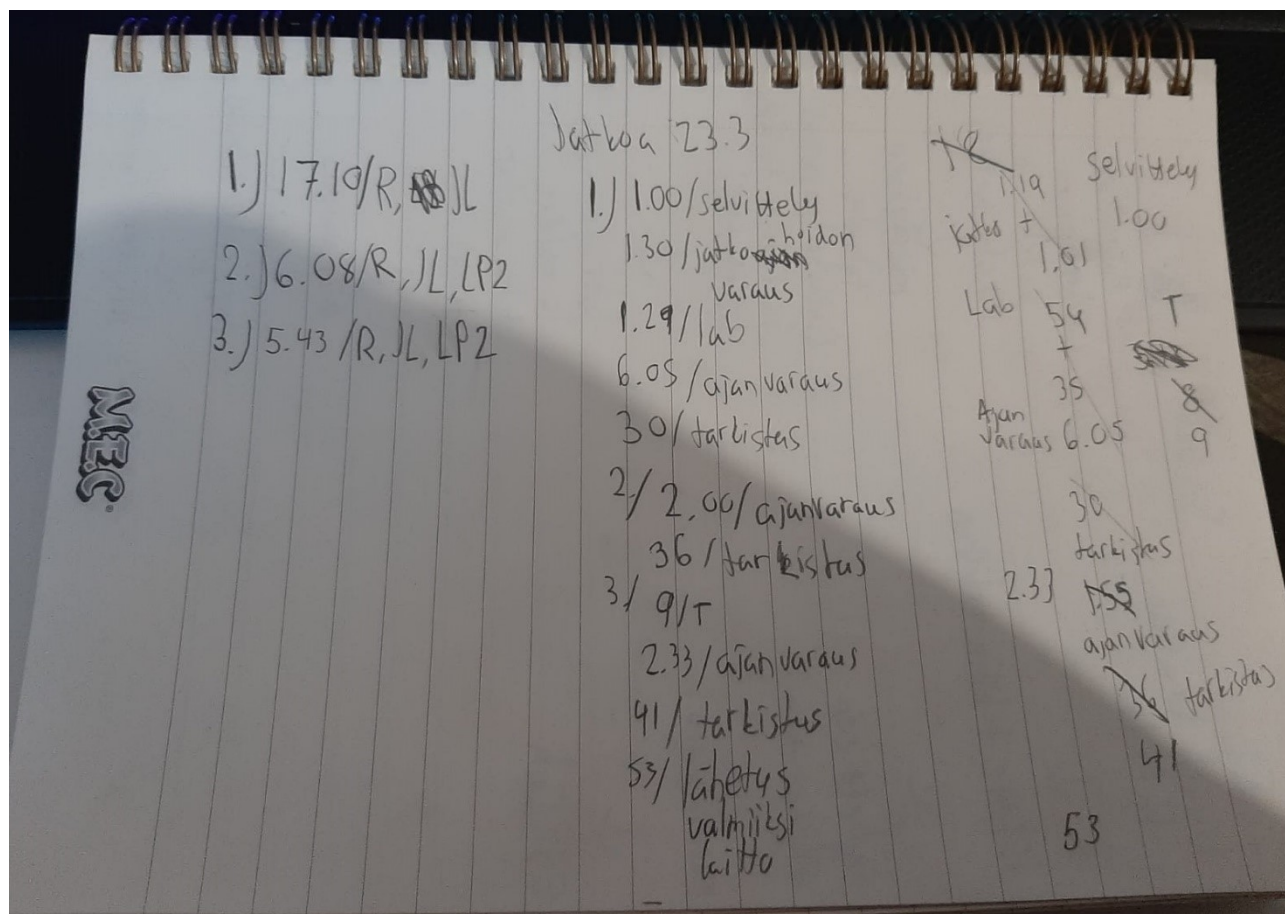 Jatkoa 23.3
1.) 17.10/R, JL
2.) 6.08/R, JL, LP2
3.) 5.43/R, JL, LP2
M.E.C.
1.) 1.00/selvittely
1.30/jatkohoidon
varaus
1.29/lab
6.05/ajanvaraus
30/tarkistus
2/ 2.00/ajanvaraus
36/tarkistus
3/ 9/T
2.33/ajanvaraus
41/tarkistus
53/lähetys
valmiiksi
laitto
18
1.19
jatko +
1.01
Lab 54
+
35
Ajan
varaus 6.05
30
tarkistus
2.33 1.55
ajanvaraus
36 tarkistus
41
53
selvittely
1.00
T
8
9